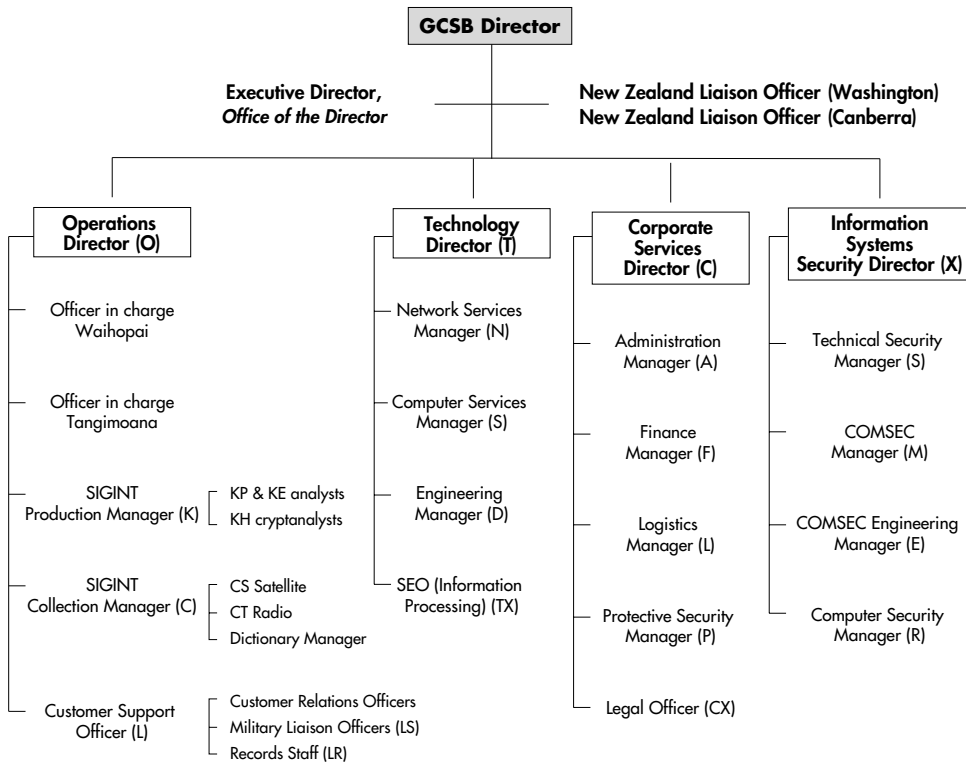 GCSB Director
Executive Director,
Office of the Director
New Zealand Liaison Officer (Washington)
New Zealand Liaison Officer (Canberra)
Operations
Director (O)
Officer in charge
Waihopai
Officer in charge
Tangimoana
SIGINT
Production Manager (K)
KP & KE analysts
KH cryptanalysts
SIGINT
Collection Manager (C)
CS Satellite
CT Radio
Dictionary Manager
Customer Support
Officer (L)
Customer Relations Officers
Military Liaison Officers (LS)
Records Staff (LR)
Technology
Director (T)
Network Services
Manager (N)
Computer Services
Manager (S)
Engineering
Manager (D)
SEO (Information
Processing) (TX)
Corporate
Services
Director (C)
Administration
Manager (A)
Finance
Manager (F)
Logistics
Manager (L)
Protective Security
Manager (P)
Legal Officer (CX)
Information
Systems
Security Director (X)
Technical Security
Manager (S)
COMSEC
Manager (M)
COMSEC Engineering
Manager (E)
Computer Security
Manager (R)